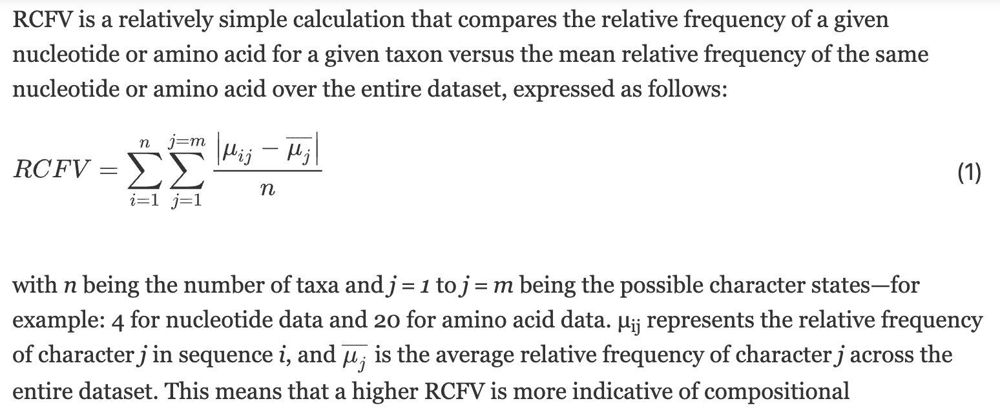 RCFV is a relatively simple calculation that compares the relative frequency of a given
nucleotide or amino acid for a given taxon versus the mean relative frequency of the same
nucleotide or amino acid over the entire dataset, expressed as follows:
$RCFV = \sum_{i=1}^{n} \sum_{j=1}^{j=m} \frac{|\mu_{ij} - \overline{\mu_j}|}{n}$ (1)
with n being the number of taxa and j = 1 to j = m being the possible character states—for
example: 4 for nucleotide data and 20 for amino acid data. μ_{ij} represents the relative frequency
of character j in sequence i, and $\overline{\mu_j}$ is the average relative frequency of character j across the
entire dataset. This means that a higher RCFV is more indicative of compositional